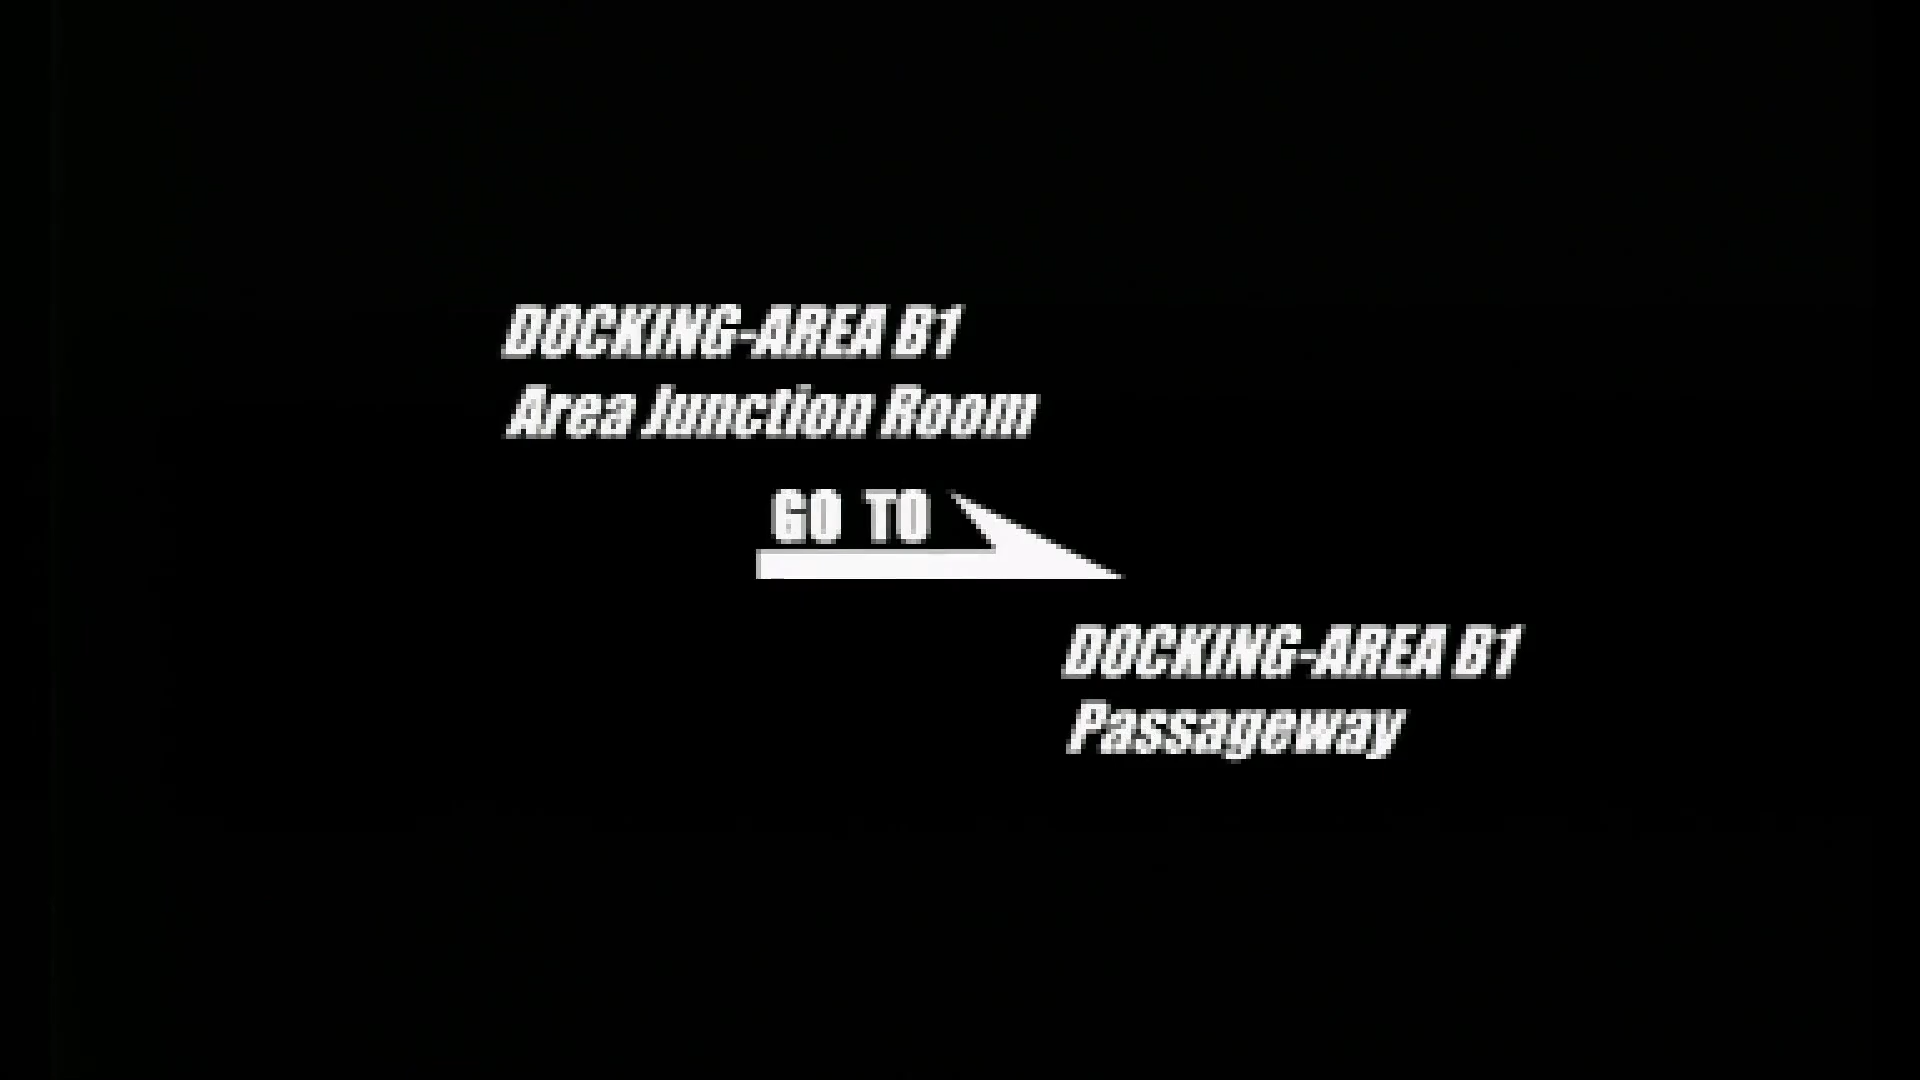 DOCKING-AREA B1
Area Junction Room
GO TO
DOCKING-AREA B1
Passageway